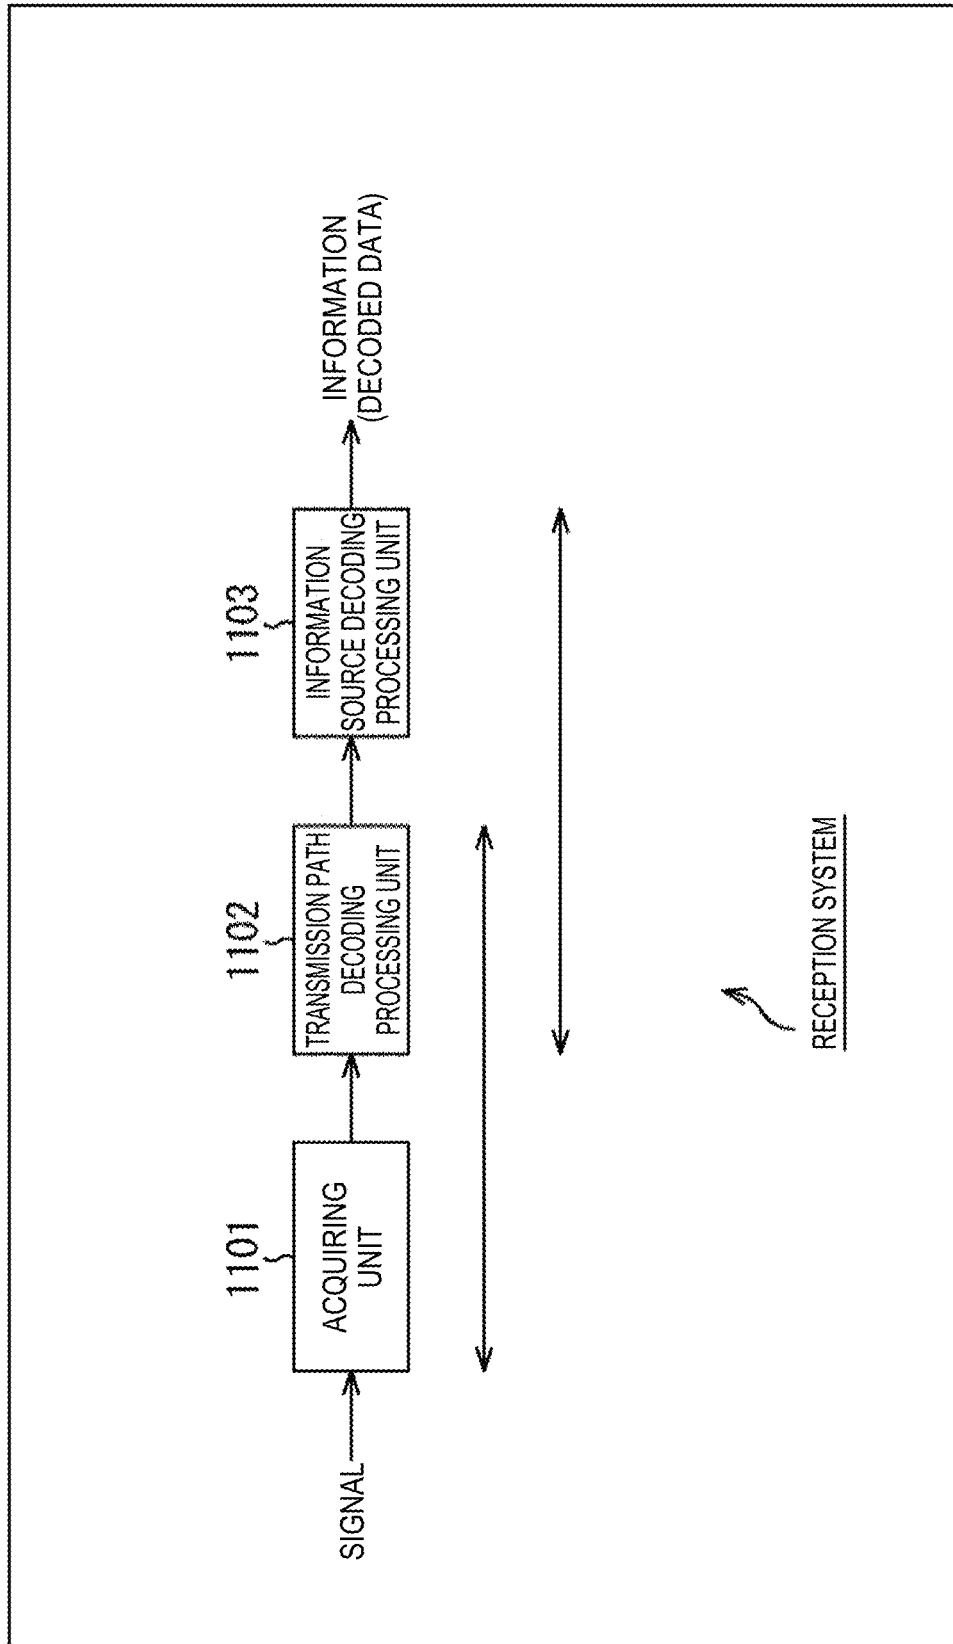 SIGNAL
1101
ACQUIRING
UNIT
1102
TRANSMISSION PATH
DECODING
PROCESSING UNIT
1103
INFORMATION
SOURCE DECODING
PROCESSING UNIT
INFORMATION
(DECODED DATA)
RECEPTION SYSTEM